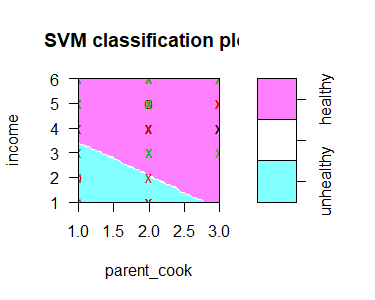 SVM classification plo
6
5
4
3
2
1
income
1.0 1.5 2.0 2.5 3.0
parent_cook
healthy
unhealthy